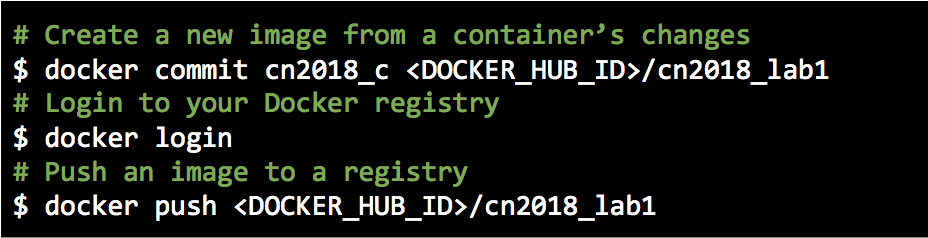 # Create a new image from a container’s changes
$ docker commit cn2018_c <DOCKER_HUB_ID>/cn2018_lab1
# Login to your Docker registry
$ docker login
# Push an image to a registry
$ docker push <DOCKER_HUB_ID>/cn2018_lab1